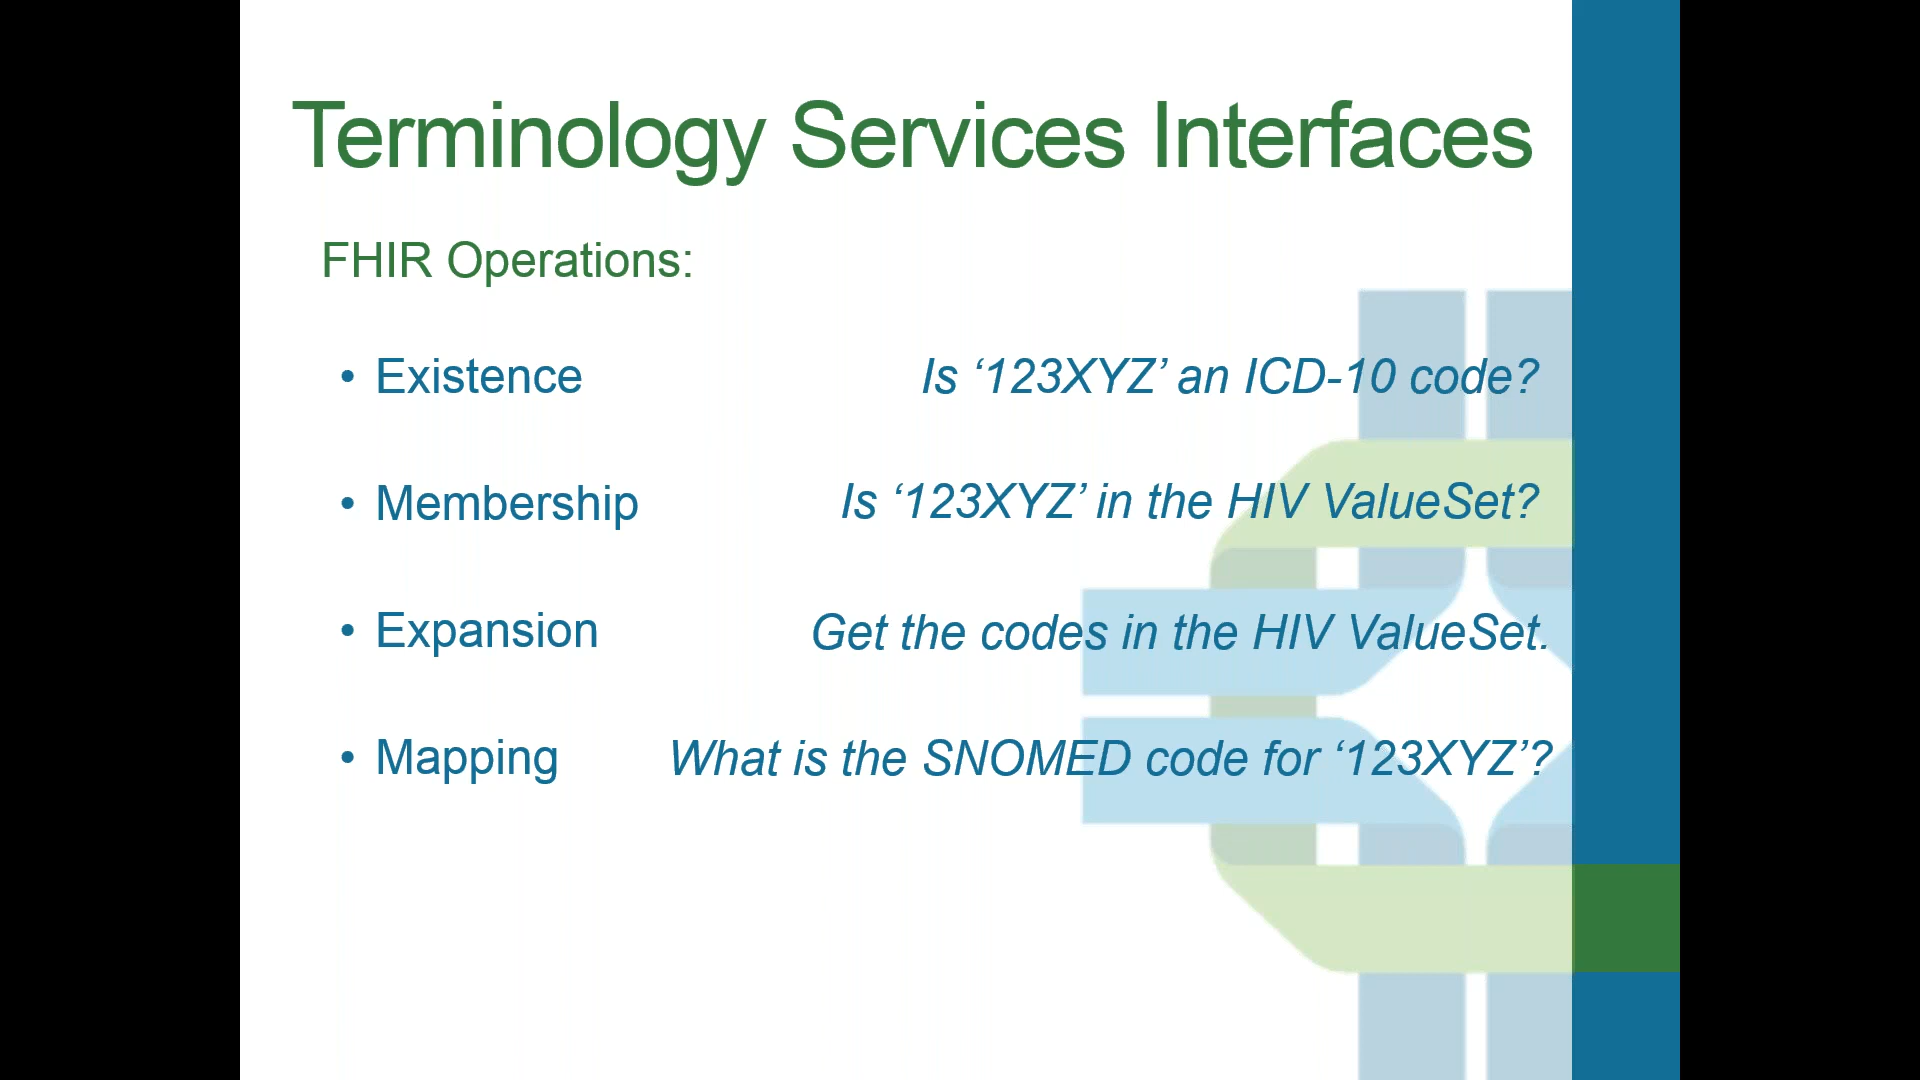 Terminology Services Interfaces
FHIR Operations:
• Existence Is ‘123XYZ’ an ICD-10 code?
• Membership Is ‘123XYZ’ in the HIV ValueSet?
• Expansion Get the codes in the HIV ValueSet.
• Mapping What is the SNOMED code for ‘123XYZ’?